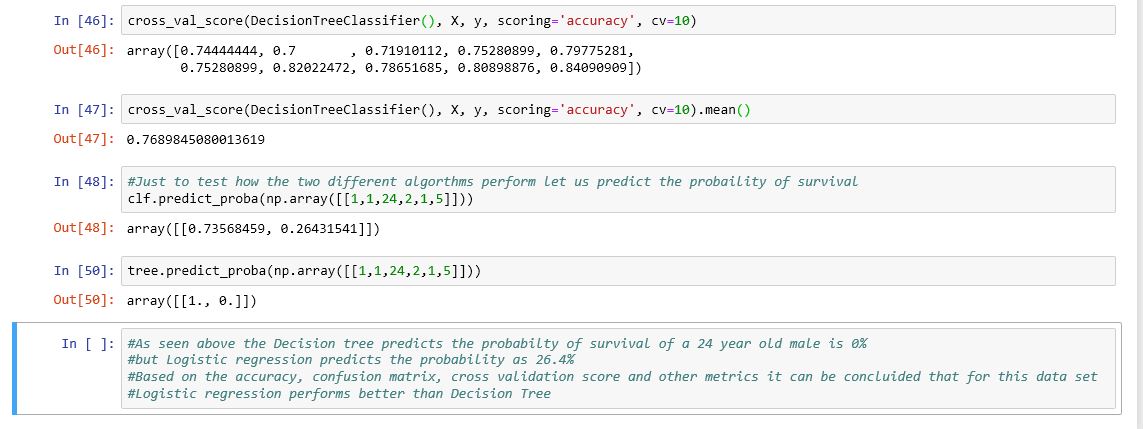 In [46]: cross_val_score(DecisionTreeClassifier(), X, y, scoring='accuracy', cv=10)
Out[46]: array([0.74444444, 0.7       , 0.71910112, 0.75280899, 0.79775281,
0.75280899, 0.82022472, 0.78651685, 0.80898876, 0.84090909])
In [47]: cross_val_score(DecisionTreeClassifier(), X, y, scoring='accuracy', cv=10).mean()
Out[47]: 0.7689845080013619
In [48]: #Just to test how the two different algorthms perform let us predict the probaility of survival
clf.predict_proba(np.array([[1,1,24,2,1,5]]))
Out[48]: array([[0.73568459, 0.26431541]])
In [50]: tree.predict_proba(np.array([[1,1,24,2,1,5]]))
Out[50]: array([[1., 0.]])
In [ ]: #As seen above the Decision tree predicts the probabilty of survival of a 24 year old male is 0%
#but Logistic regression predicts the probability as 26.4%
#Based on the accuracy, confusion matrix, cross validation score and other metrics it can be concluided that for this data set
#Logistic regression performs better than Decision Tree